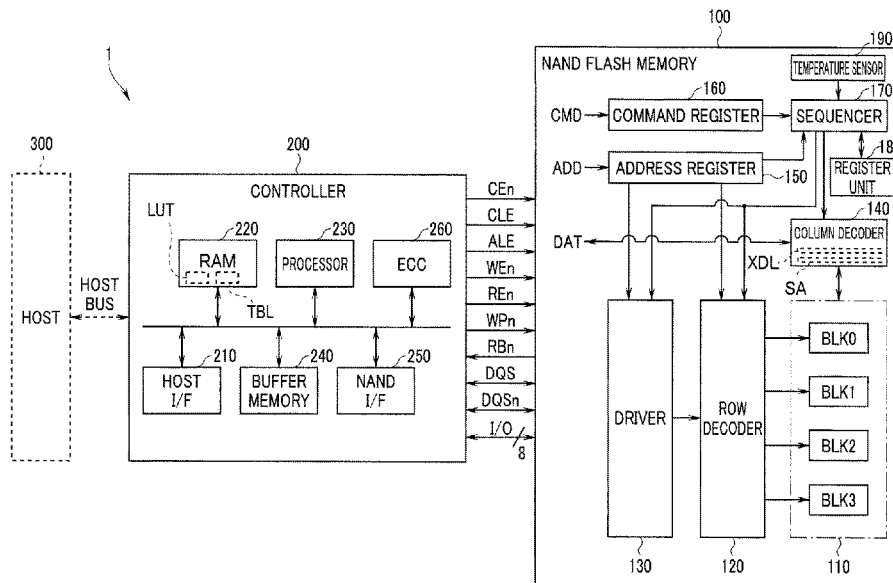 1
300
HOST
HOST
BUS
200
CONTROLLER
LUT
220
RAM
TBL
230
PROCESSOR
260
ECC
210
HOST
I/F
240
BUFFER
MEMORY
250
NAND
I/F
CEn
CLE
ALE
WEn
REn
WPn
RBn
DQS
DQSn
I/O
8
100
NAND FLASH MEMORY
190
TEMPERATURE SENSOR
160
CMD
COMMAND REGISTER
170
SEQUENCER
ADD
ADDRESS REGISTER
150
18
REGISTER
UNIT
140
DAT
COLUMN DECODER
XDL
SA
DRIVER
ROW
DECODER
BLK0
BLK1
BLK2
BLK3
130
120
110